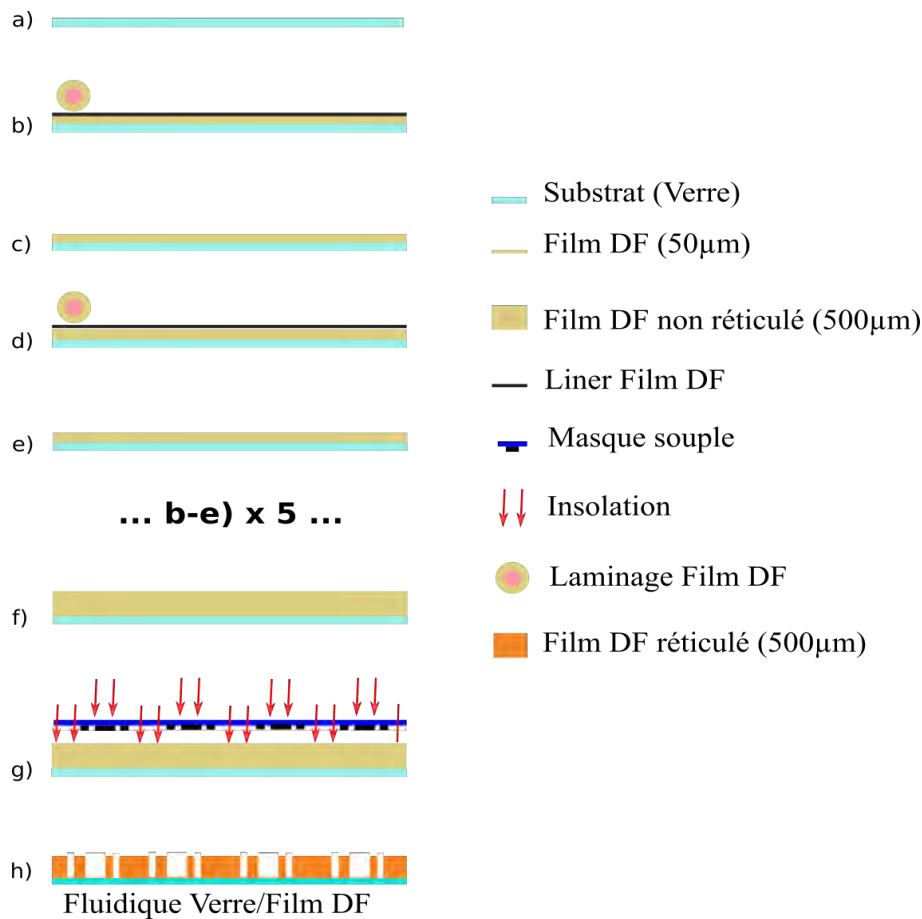 a)
b)
c)
d)
e)
... b-e) x 5 ...
f)
g)
h)
Fluidique Verre/Film DF
Substrat (Verre)
Film DF (50µm)
Film DF non réticulé (500µm)
Liner Film DF
Masque souple
Insolation
Laminage Film DF
Film DF réticulé (500µm)